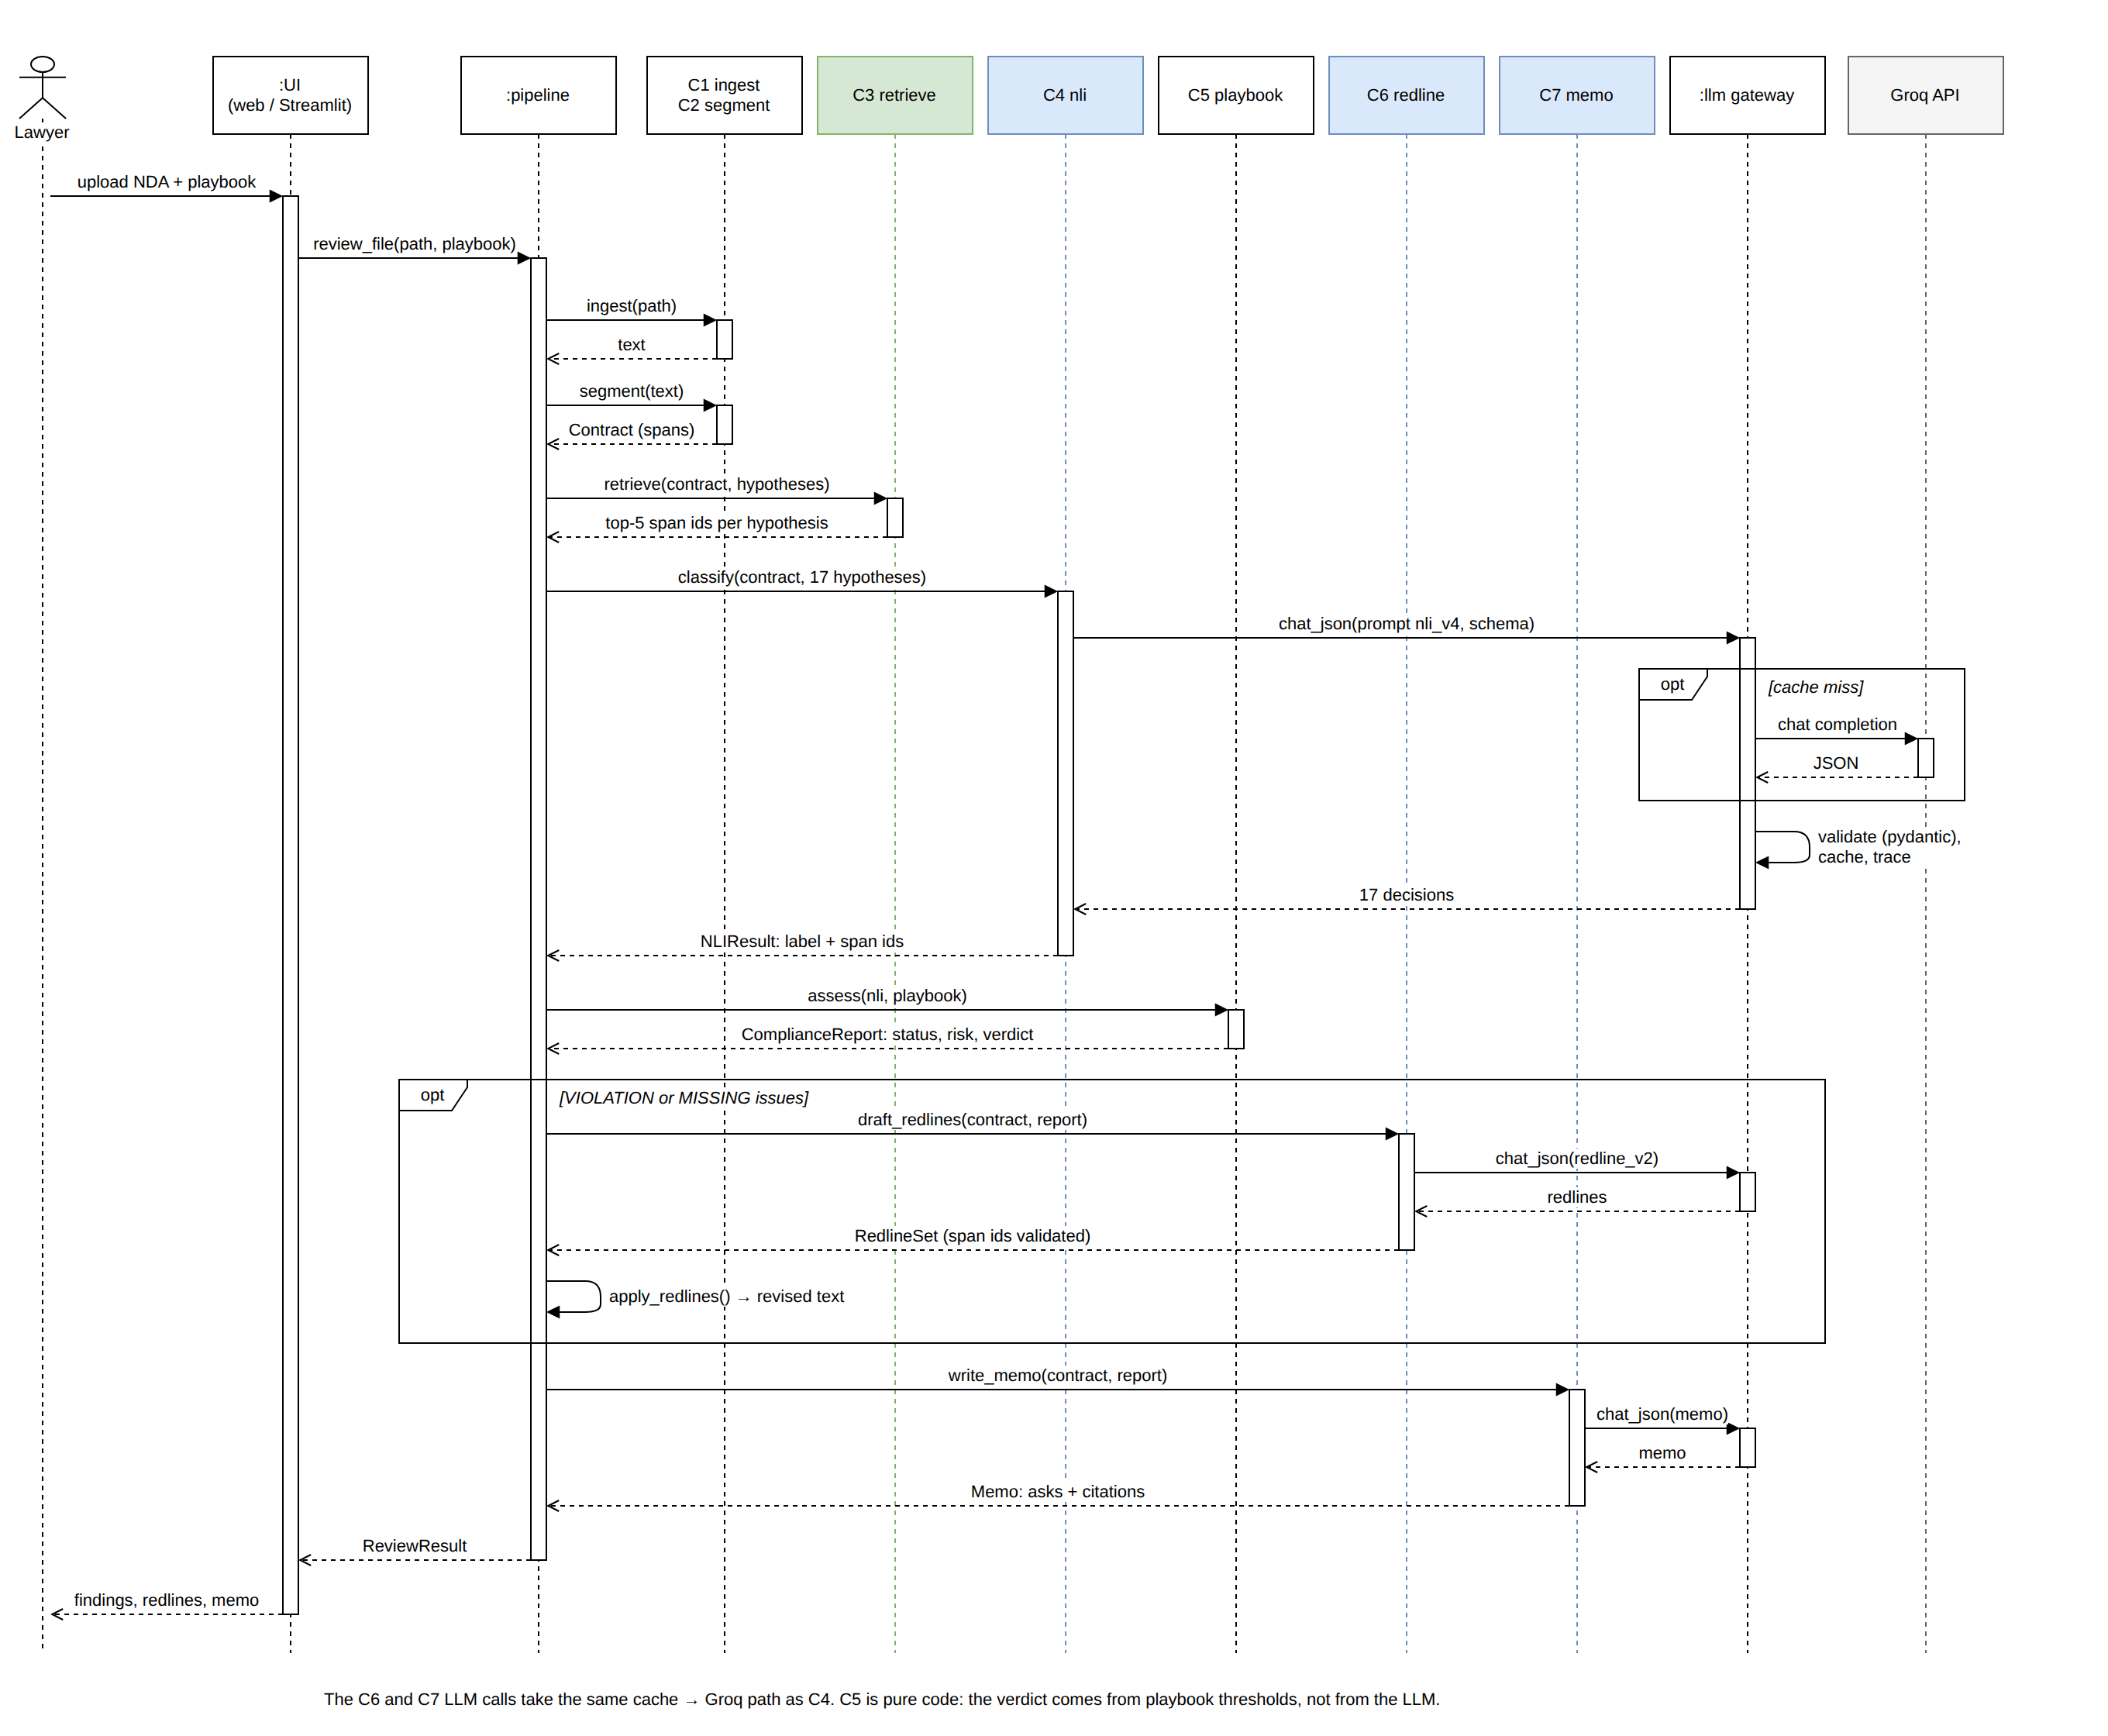 :UI
(web / Streamlit)
:pipeline
C1 ingest
C2 segment
C3 retrieve
C4 nli
C5 playbook
C6 redline
C7 memo
:llm gateway
Groq API
Lawyer
upload NDA + playbook
review_file(path, playbook)
ingest(path)
text
segment(text)
Contract (spans)
retrieve(contract, hypotheses)
top-5 span ids per hypothesis
classify(contract, 17 hypotheses)
chat_json(prompt nli_v4, schema)
opt
[cache miss]
chat completion
JSON
validate (pydantic),
cache, trace
17 decisions
NLIResult: label + span ids
assess(nli, playbook)
ComplianceReport: status, risk, verdict
opt
[VIOLATION or MISSING issues]
draft_redlines(contract, report)
chat_json(redline_v2)
redlines
RedlineSet (span ids validated)
apply_redlines() → revised text
write_memo(contract, report)
chat_json(memo)
memo
Memo: asks + citations
ReviewResult
findings, redlines, memo
The C6 and C7 LLM calls take the same cache → Groq path as C4. C5 is pure code: the verdict comes from playbook thresholds, not from the LLM.